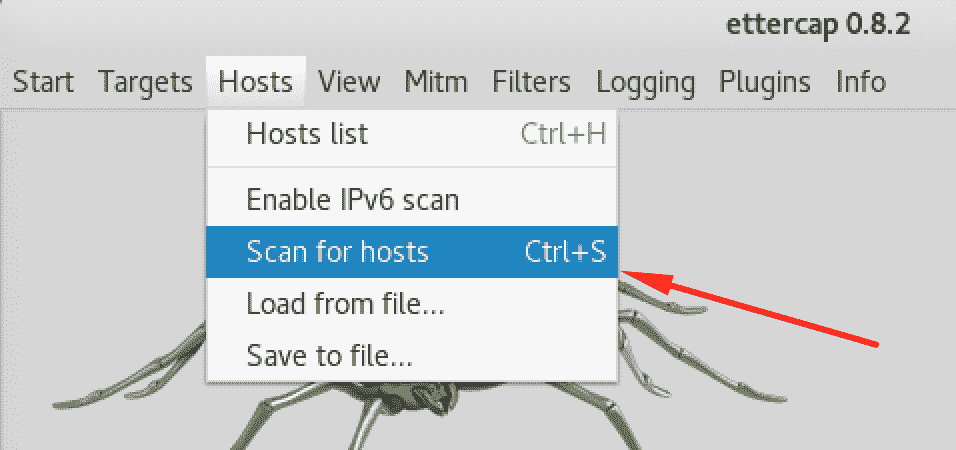 ettercap 0.8.2
Start Targets Hosts View Mitm Filters Logging Plugins Info
Hosts list Ctrl+H
Enable IPv6 scan
Scan for hosts Ctrl+S
Load from file...
Save to file...